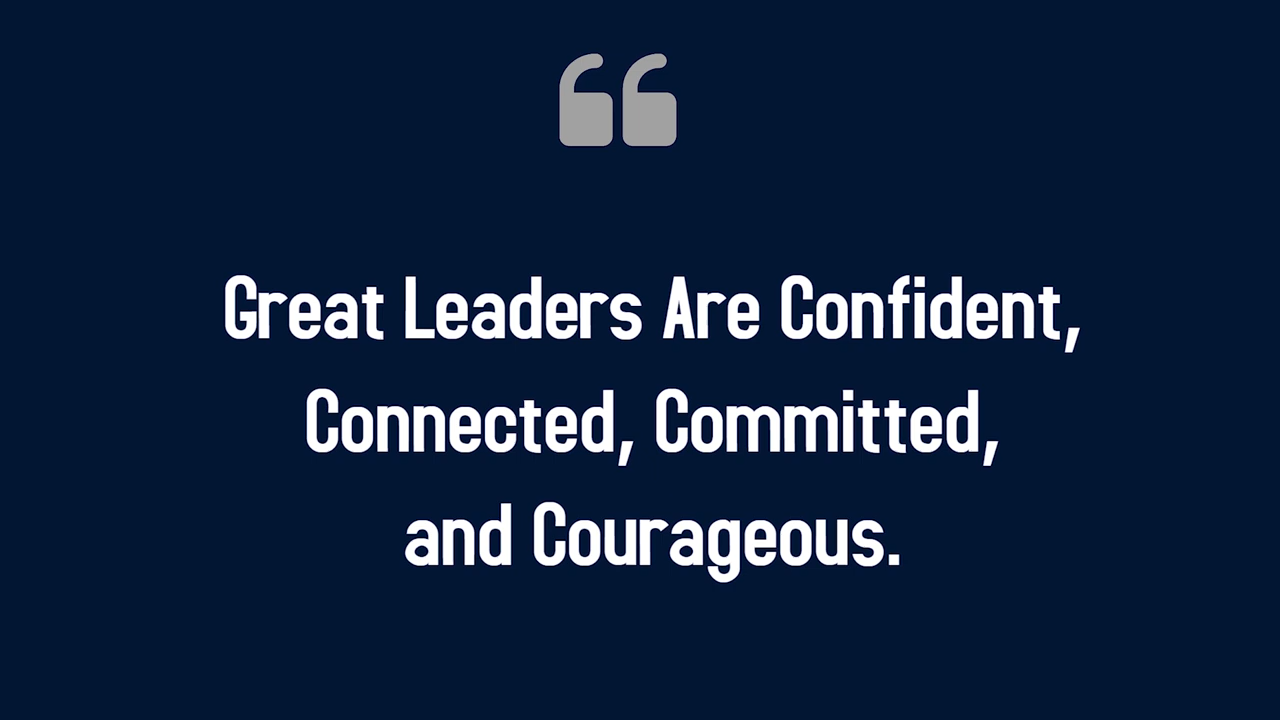 “
Great Leaders Are Confident,
Connected, Committed,
and Courageous.